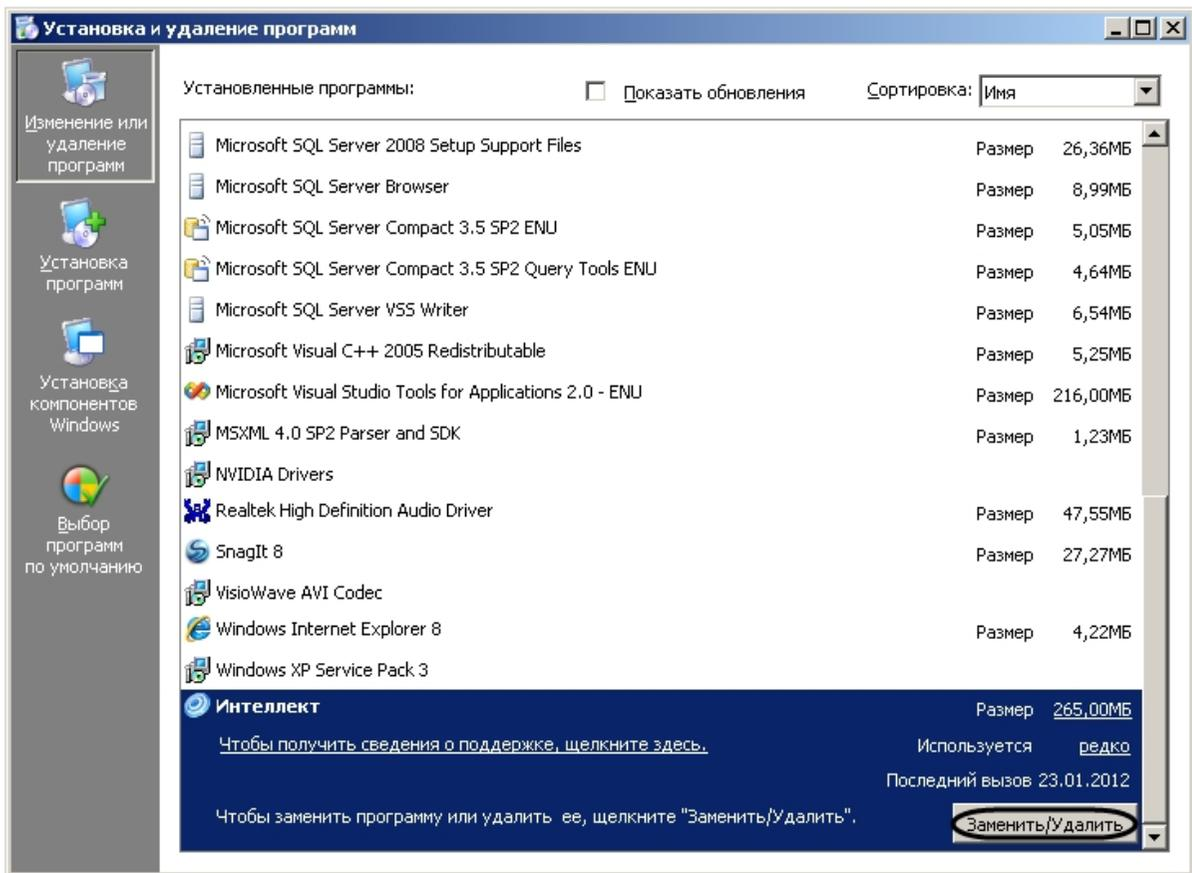 Установка и удаление программ
Изменение или
удаление
программ
Установка
программ
Установка
компонентов
Windows
Выбор
программ
по умолчанию
Установленные программы: Показать обновления Сортировка: Имя
Microsoft SQL Server 2008 Setup Support Files Размер 26,36МБ
Microsoft SQL Server Browser Размер 8,99МБ
Microsoft SQL Server Compact 3.5 SP2 ENU Размер 5,05МБ
Microsoft SQL Server Compact 3.5 SP2 Query Tools ENU Размер 4,64МБ
Microsoft SQL Server VSS Writer Размер 6,54МБ
Microsoft Visual C++ 2005 Redistributable Размер 5,25МБ
Microsoft Visual Studio Tools for Applications 2.0 - ENU Размер 216,00МБ
MSXML 4.0 SP2 Parser and SDK Размер 1,23МБ
NVIDIA Drivers
Realtek High Definition Audio Driver Размер 47,55МБ
SnagIt 8 Размер 27,27МБ
VisioWave AVI Codec
Windows Internet Explorer 8 Размер 4,22МБ
Windows XP Service Pack 3
Интеллект Размер 265,00МБ
Чтобы получить сведения о поддержке, щелкните здесь. Используется редко
Последний вызов 23.01.2012
Чтобы заменить программу или удалить ее, щелкните "Заменить/Удалить". Заменить/Удалить